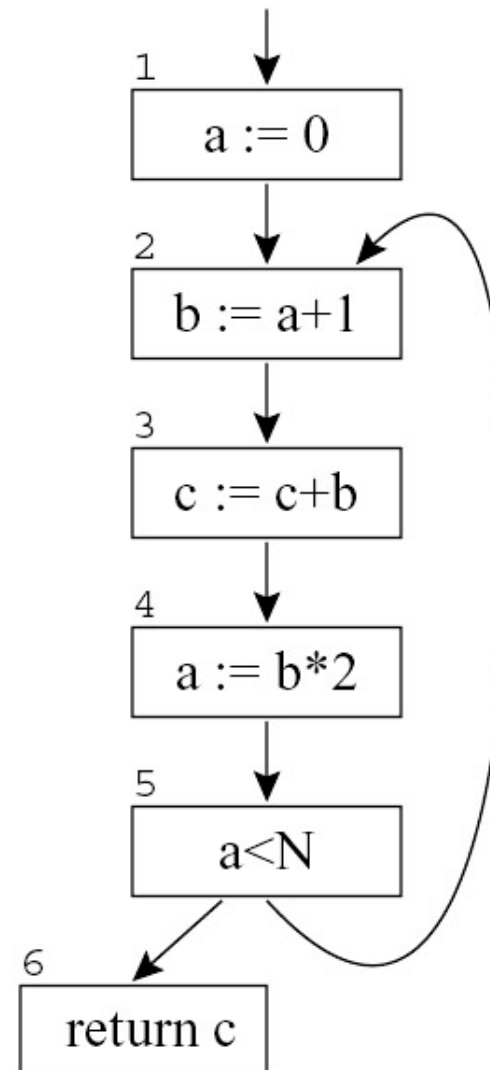 1
a := 0
2
b := a+1
3
c := c+b
4
a := b*2
5
a<N
6
return c